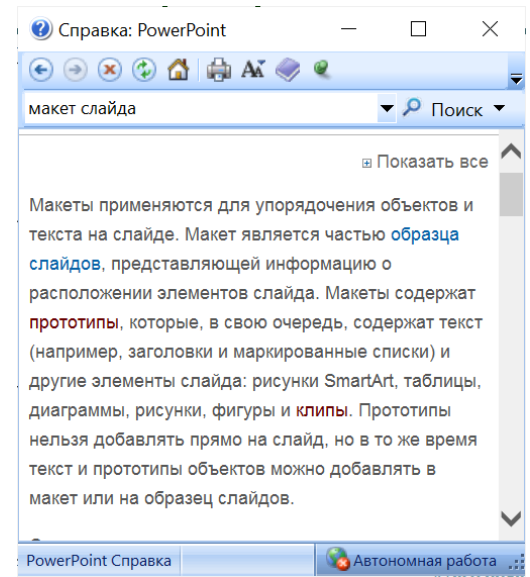 Справка: PowerPoint
макет слайда
Поиск
Показать все
Макеты применяются для упорядочения объектов и
текста на слайде. Макет является частью образца
слайдов, представляющей информацию о
расположении элементов слайда. Макеты содержат
прототипы, которые, в свою очередь, содержат текст
(например, заголовки и маркированные списки) и
другие элементы слайда: рисунки SmartArt, таблицы,
диаграммы, рисунки, фигуры и клипы. Прототипы
нельзя добавлять прямо на слайд, но в то же время
текст и прототипы объектов можно добавлять в
макет или на образец слайдов.
PowerPoint Справка
Автономная работа